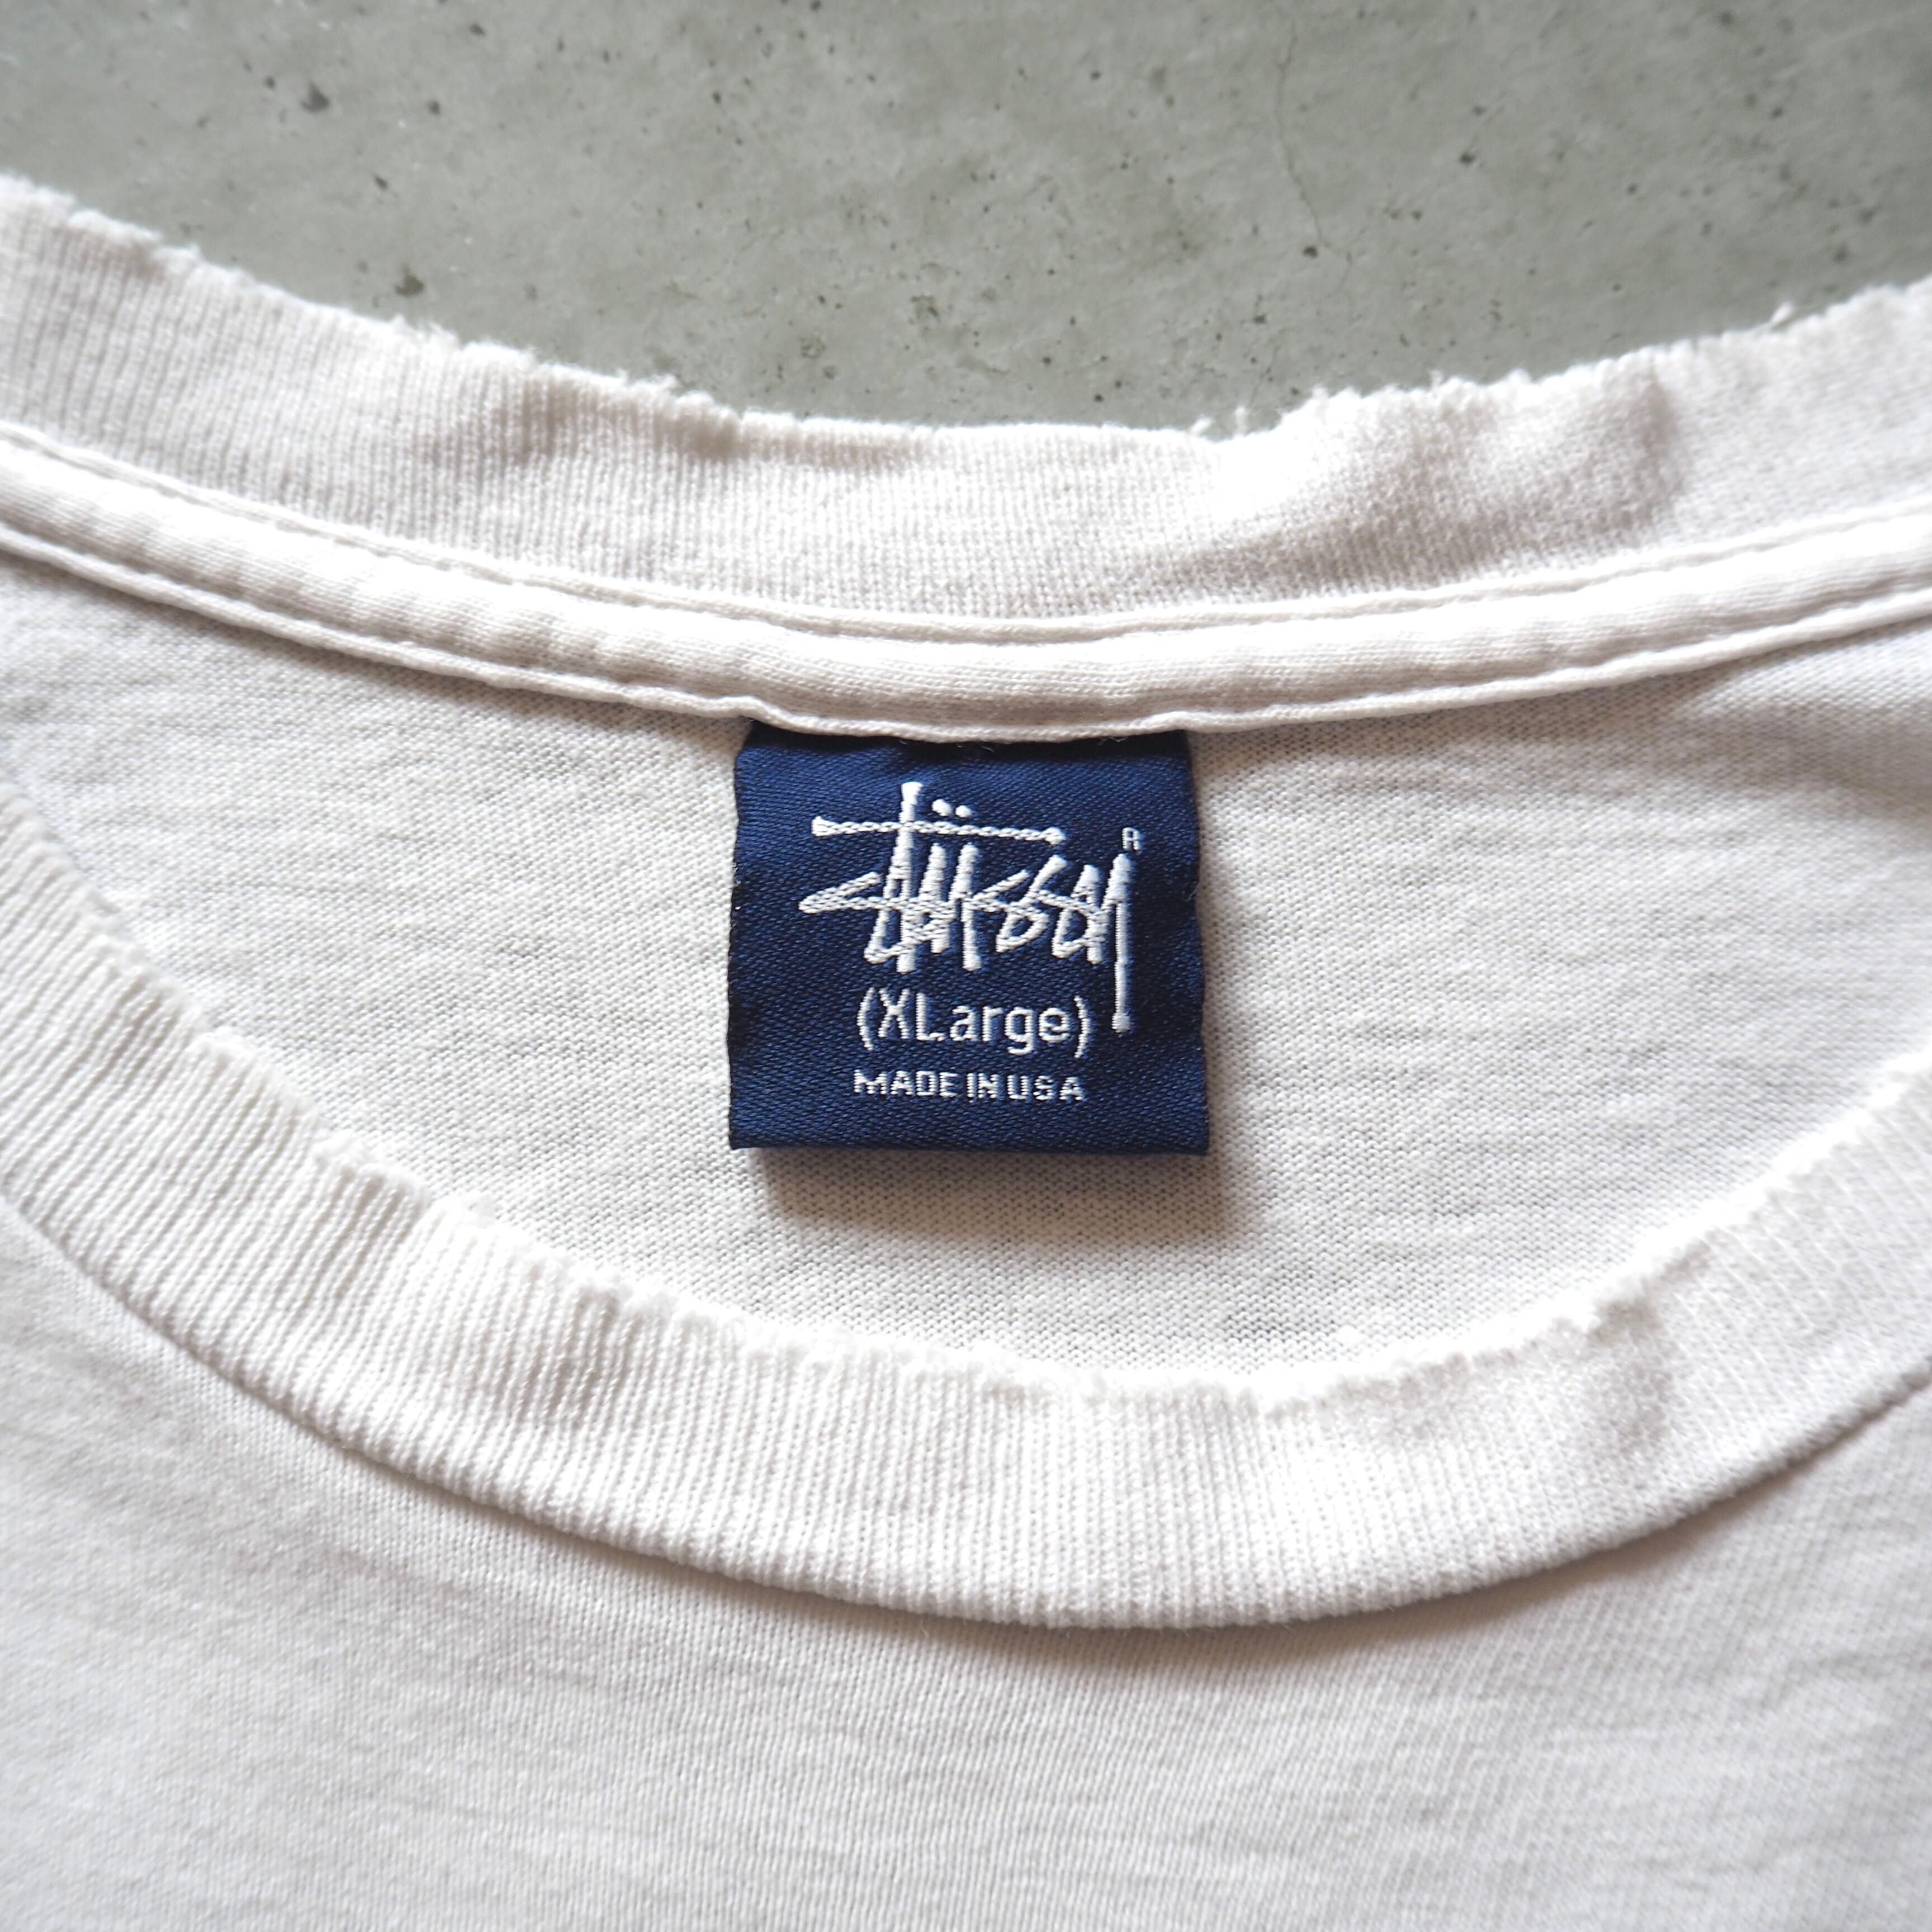 Stüssy
R
(XLarge)
MADE IN USA